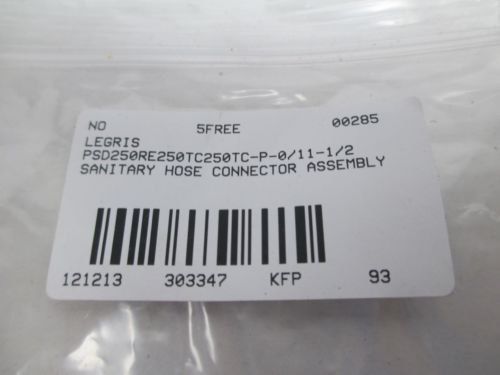 NO 5FREE 00285
LEGRIS
PSD250RE250TC250TC-P-0/11-1/2
SANITARY HOSE CONNECTOR ASSEMBLY
121213 303347 KFP 93